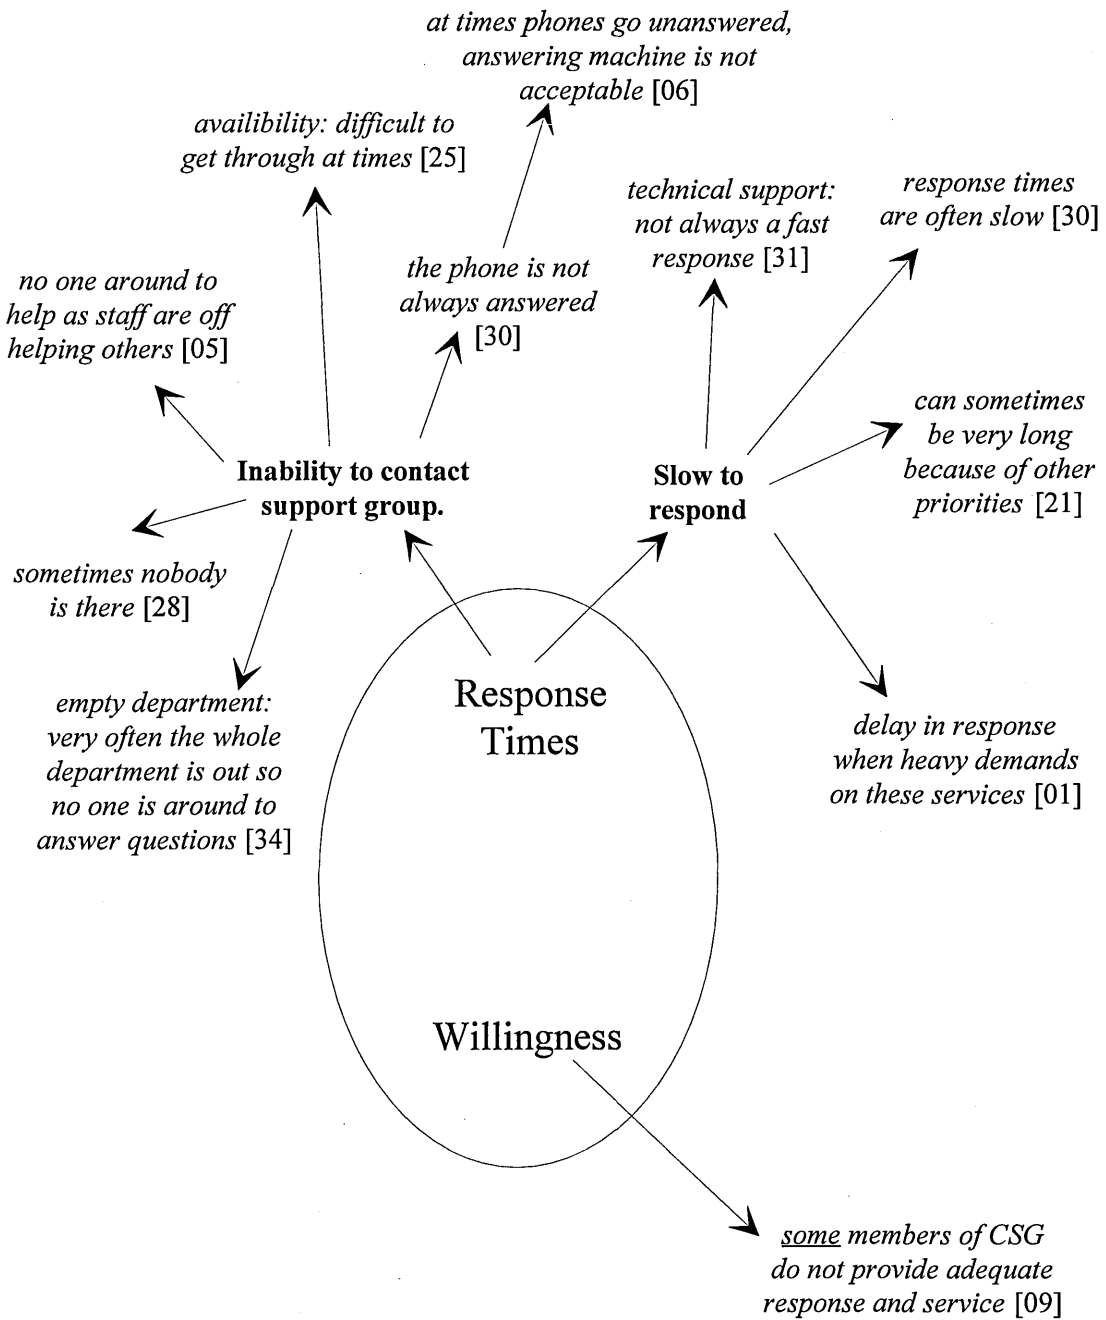 at times phones go unanswered,
answering machine is not
acceptable [06]
availibility: difficult to
get through at times [25]
technical support:
not always a fast
response [31]
response times
are often slow [30]
no one around to
help as staff are off
helping others [05]
the phone is not
always answered
[30]
can sometimes
be very long
because of other
priorities [21]
Inability to contact
support group.
Slow to
respond
sometimes nobody
is there [28]
empty department:
very often the whole
department is out so
no one is around to
answer questions [34]
Response
Times
delay in response
when heavy demands
on these services [01]
Willingness
some members of CSG
do not provide adequate
response and service [09]